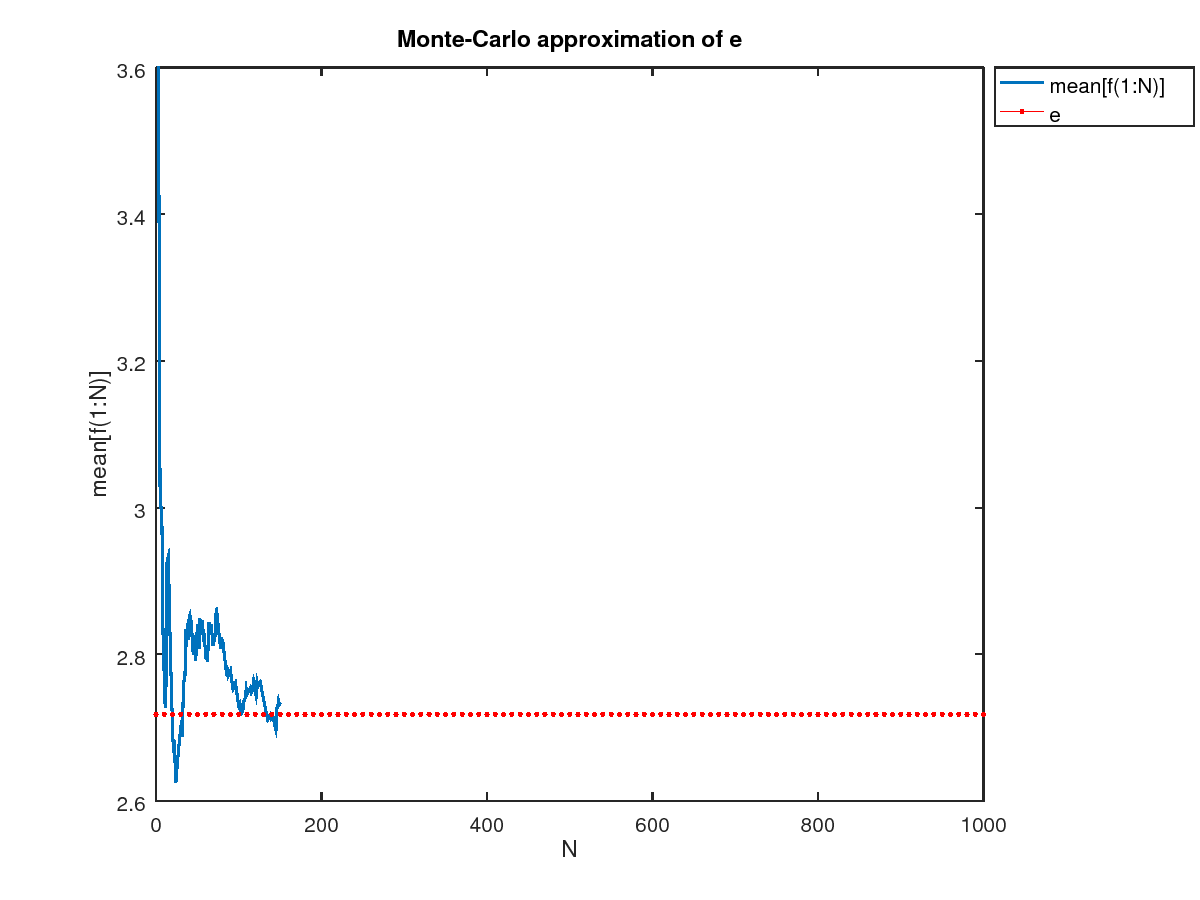 Monte-Carlo approximation of e
3.6
3.4
3.2
3
2.8
2.6
mean[f(1:N)]
0 200 400 600 800 1000
N
mean[f(1:N)]
e